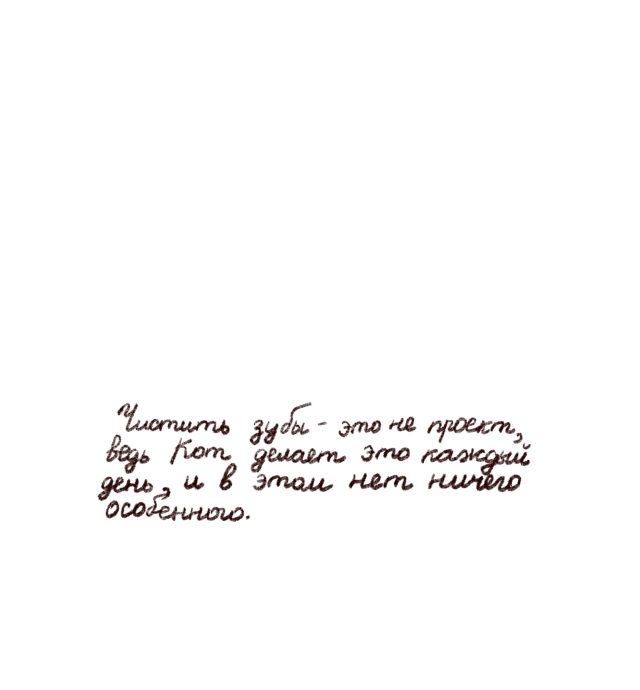 Чистить зубы - это не проект,
ведь Кот делает это каждый
день, и в этом нет ничего
особенного.